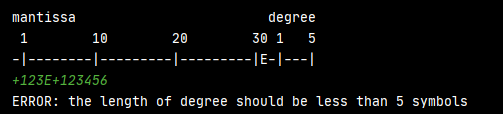 mantissa                       degree
 1        10        20        30 1   5
-|--------|---------|---------|E-|---|
+123E+123456
ERROR: the length of degree should be less than 5 symbols